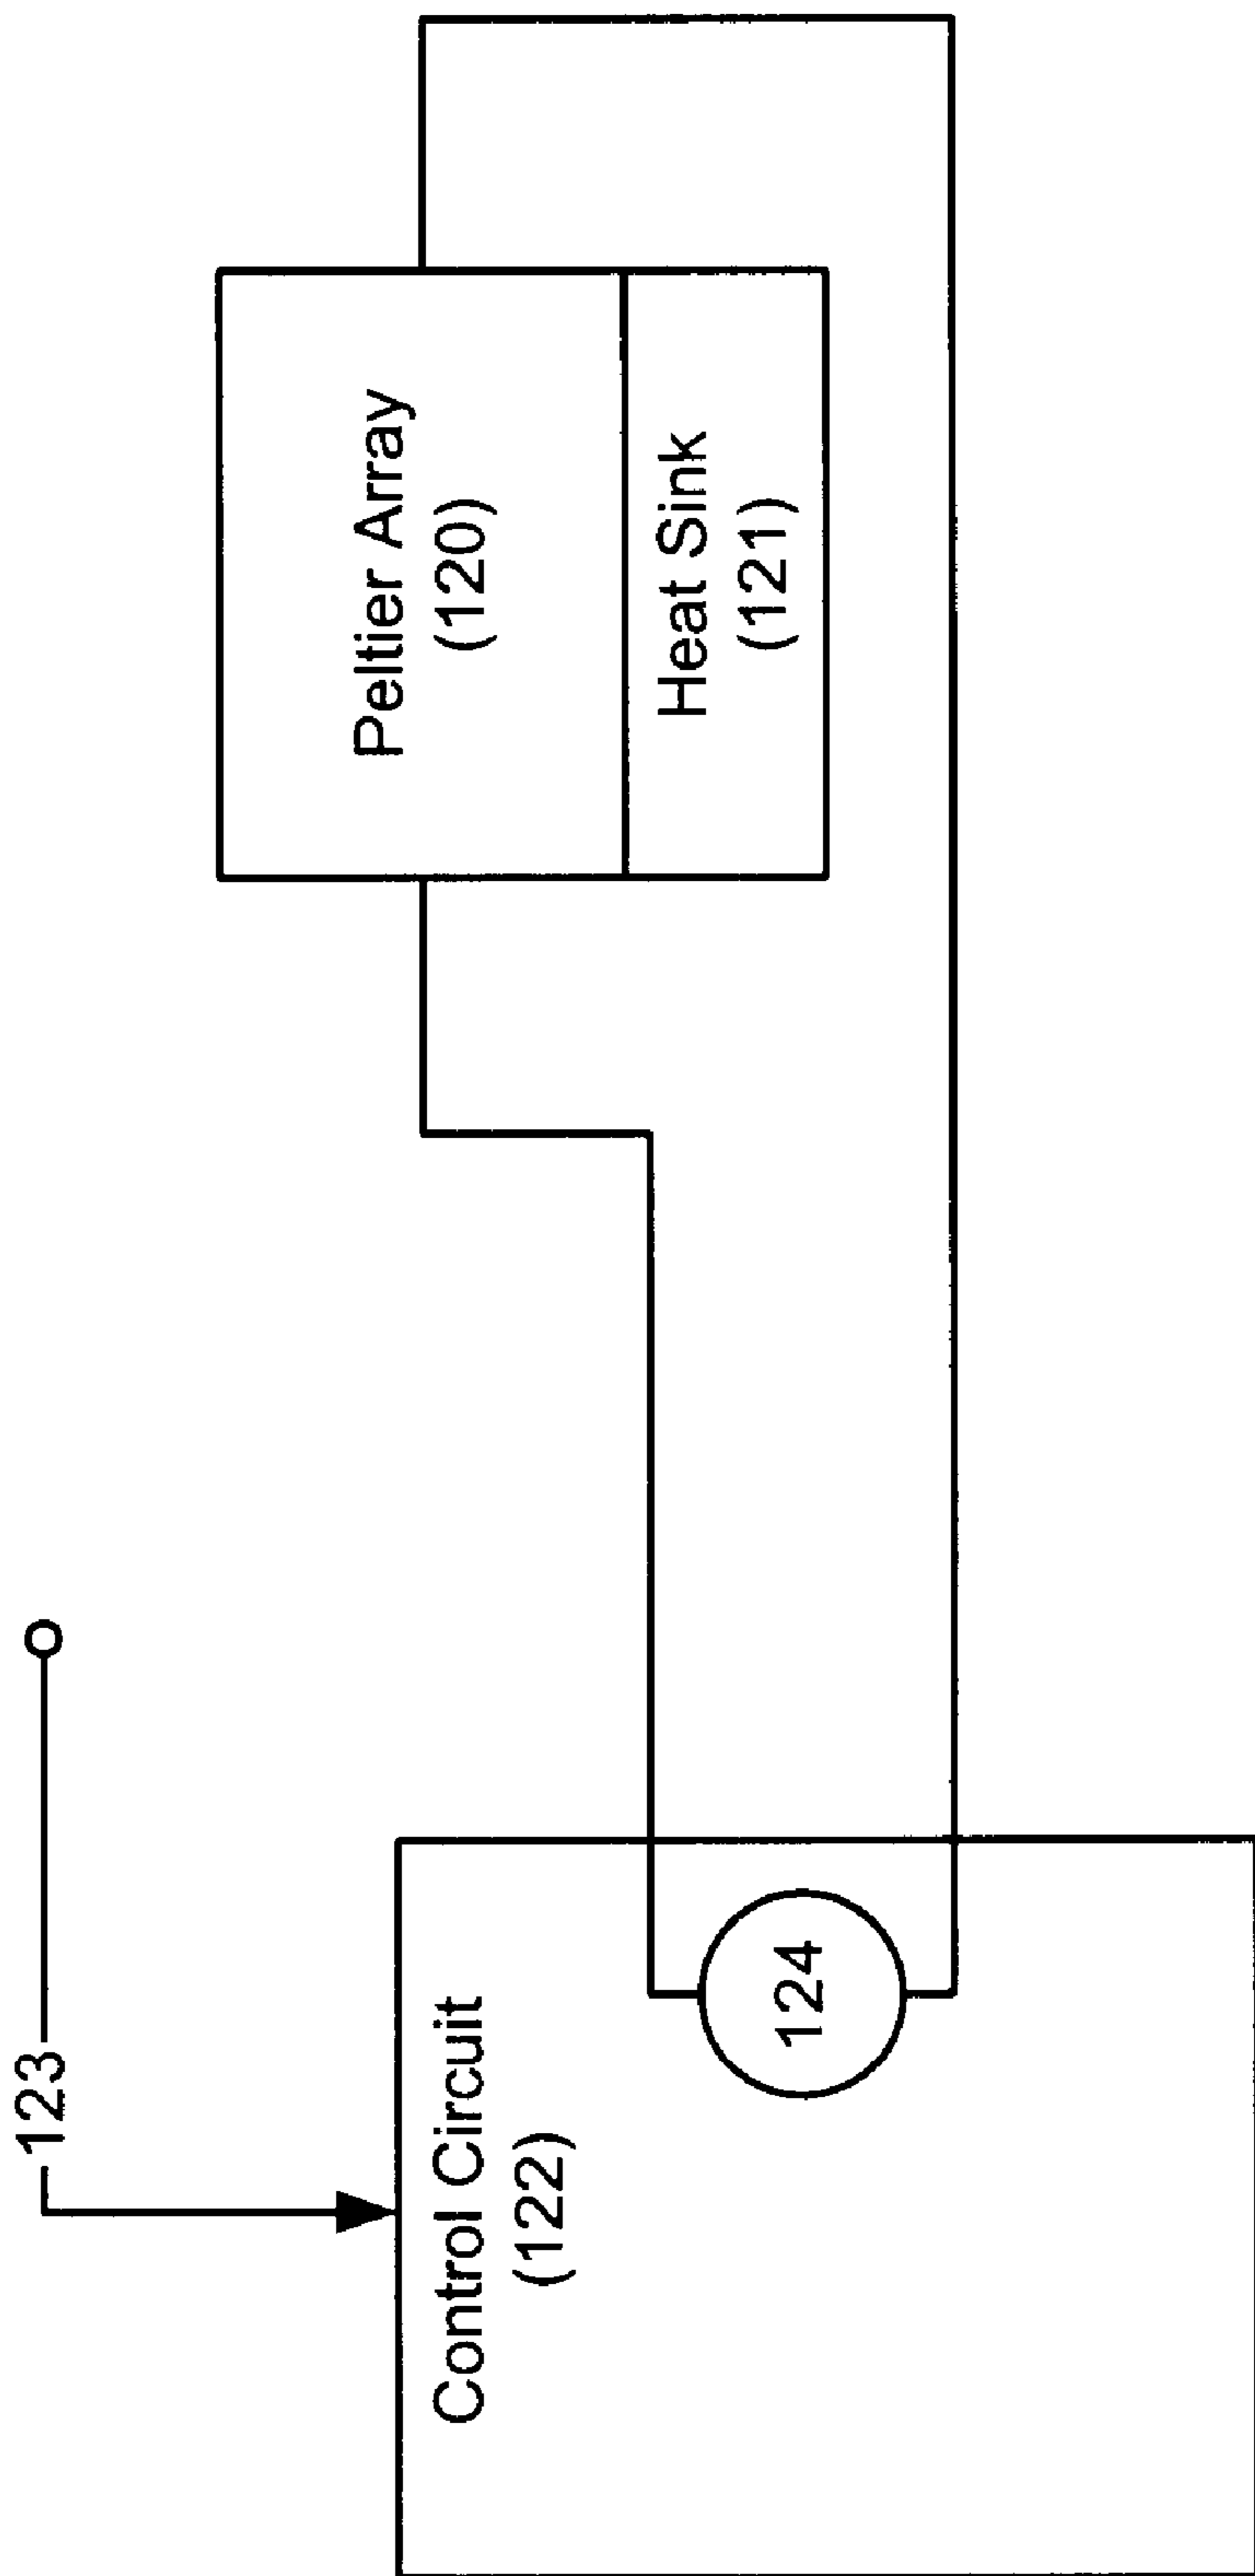 123
Control Circuit
(122)
124
Peltier Array
(120)
Heat Sink
(121)